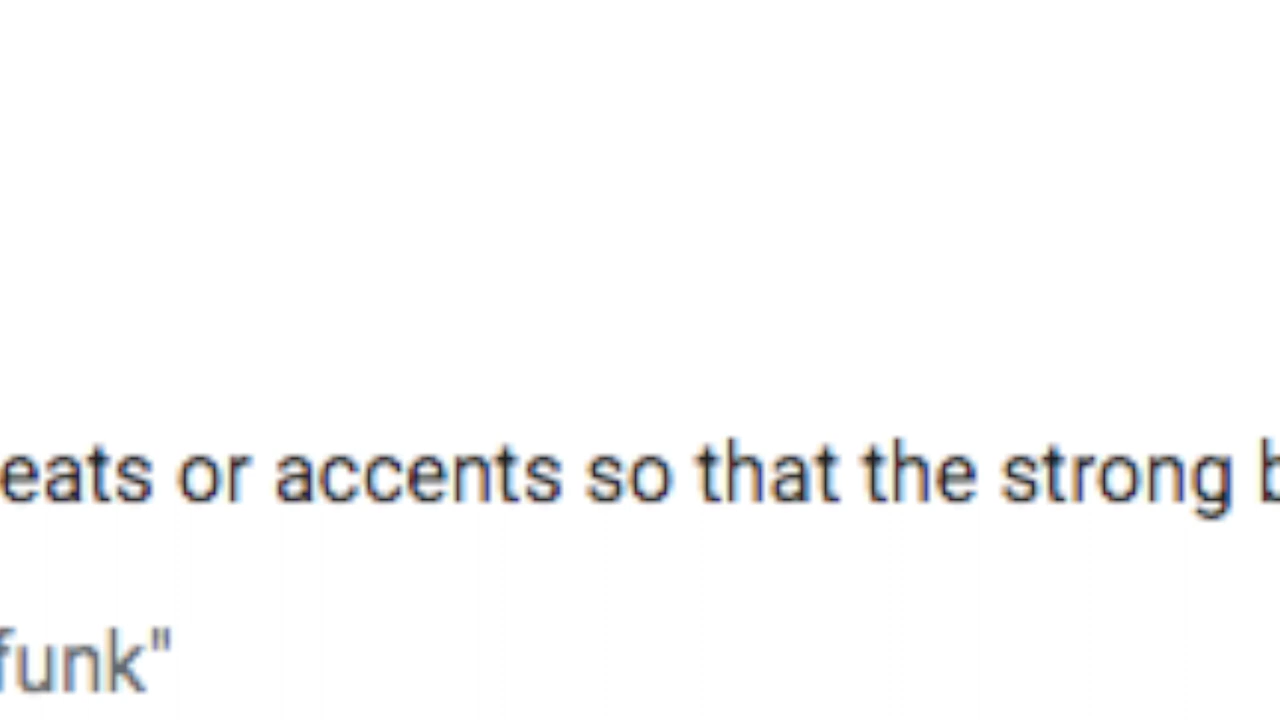 eats or accents so that the strong b
funk"